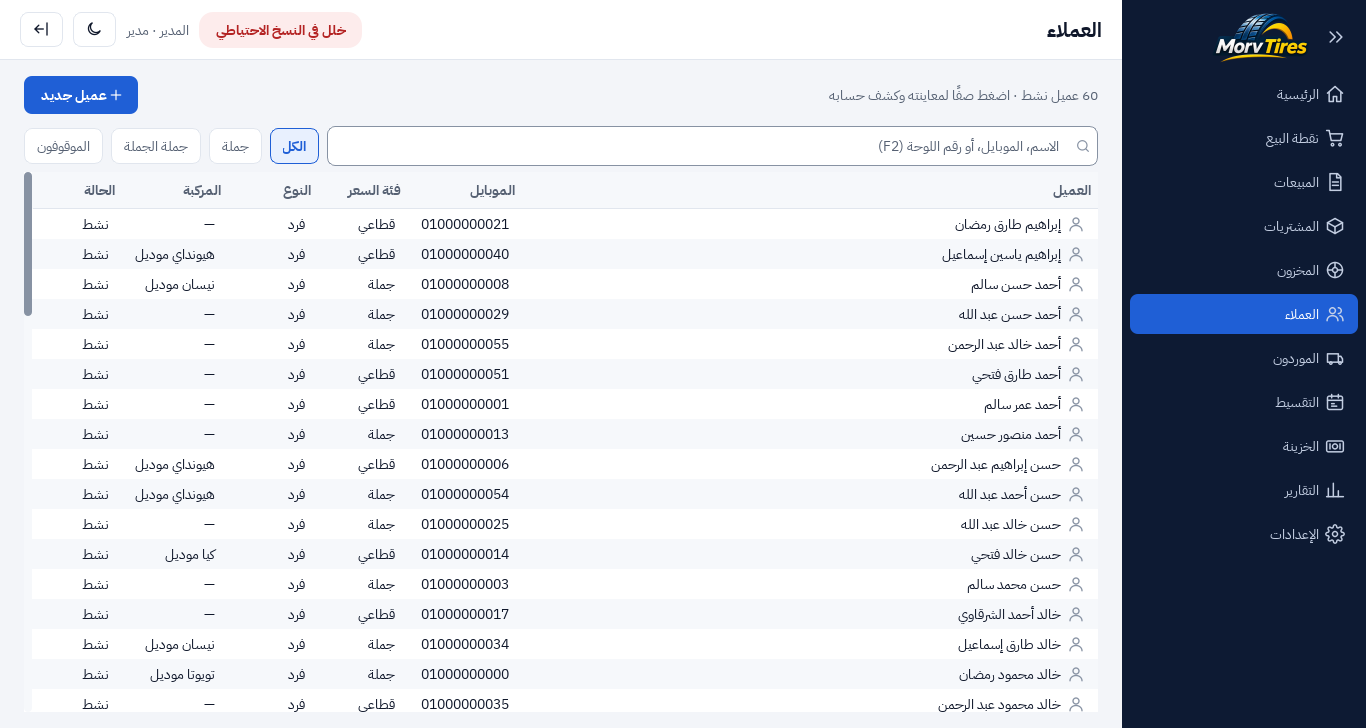 MorvTires
الرئيسية
نقطة البيع
المبيعات
المشتريات
المخزون
العملاء
الموردون
التقسيط
الخزينة
التقارير
الإعدادات
العملاء
خلل في النسخ الاحتياطي
المدير · مدير
60 عميل نشط · اضغط صفًا لمعاينته وكشف حسابه
+ عميل جديد
الاسم، الموبايل، أو رقم اللوحة (F2)
الكل
جملة
جملة الجملة
الموقوفون
العميل الموبايل فئة السعر النوع المركبة الحالة
إبراهيم طارق رمضان 01000000021 قطاعي فرد — نشط
إبراهيم ياسين إسماعيل 01000000040 قطاعي فرد هيونداي موديل نشط
أحمد حسن سالم 01000000008 جملة فرد نيسان موديل نشط
أحمد حسن عبد الله 01000000029 جملة فرد — نشط
أحمد خالد عبد الرحمن 01000000055 جملة فرد — نشط
أحمد طارق فتحي 01000000051 قطاعي فرد — نشط
أحمد عمر سالم 01000000001 قطاعي فرد — نشط
أحمد منصور حسين 01000000013 جملة فرد — نشط
حسن إبراهيم عبد الرحمن 01000000006 قطاعي فرد هيونداي موديل نشط
حسن أحمد عبد الله 01000000054 جملة فرد هيونداي موديل نشط
حسن خالد عبد الله 01000000025 جملة فرد — نشط
حسن خالد فتحي 01000000014 قطاعي فرد كيا موديل نشط
حسن محمد سالم 01000000003 جملة فرد — نشط
خالد أحمد الشرقاوي 01000000017 قطاعي فرد — نشط
خالد طارق إسماعيل 01000000034 جملة فرد نيسان موديل نشط
خالد محمود رمضان 01000000000 جملة فرد تويوتا موديل نشط
خالد محمود عبد الرحمن 01000000035 قطاعي فرد — نشط